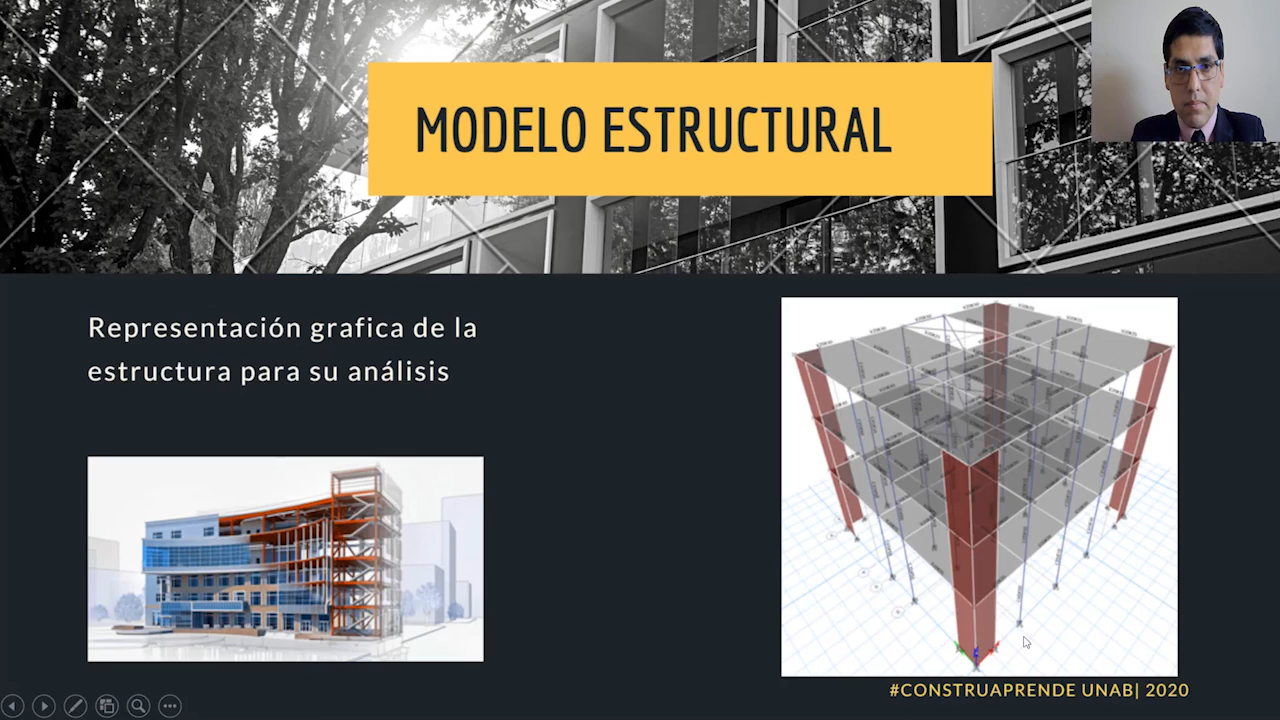 MODELO ESTRUCTURAL
Representación grafica de la
estructura para su análisis
#CONSTRUAPRENDE UNAB| 2020